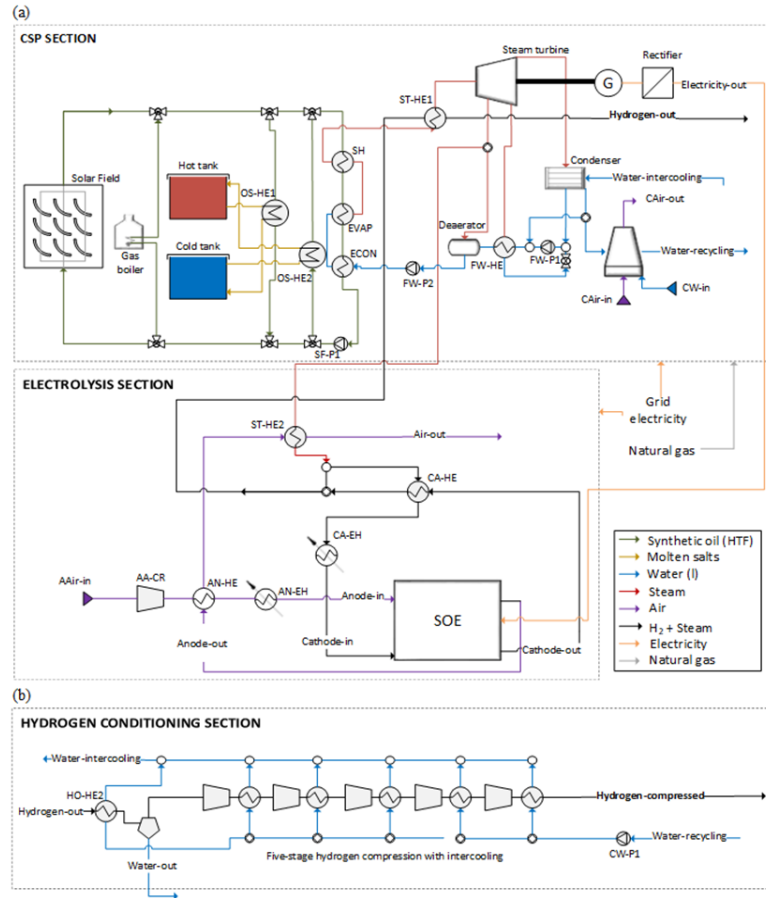 (a)
CSP SECTION
Steam turbine
Rectifier
G
Electricity-out
ST-HE1
Hydrogen-out
Solar Field
Hot tank
OS-HE1
SH
Condenser
Water-intercooling
CAir-out
Gas
boiler
Cold tank
EVAP
Deaerator
OS-HE2
ECON
FW-HE
FW-P1
Water-recycling
FW-P2
CAir-in
CW-in
SF-P1
ELECTROLYSIS SECTION
Grid
electricity
ST-HE2
Air-out
Natural gas
CA-HE
CA-EH
AAir-in
AA-CR
AN-HE
AN-EH
Anode-in
SOE
Anode-out
Cathode-in
Cathode-out
Synthetic oil (HTF)
Molten salts
Water (l)
Steam
Air
H₂ + Steam
Electricity
Natural gas
(b)
HYDROGEN CONDITIONING SECTION
Water-intercooling
HO-HE2
Hydrogen-out
Hydrogen-compressed
Water-recycling
Five-stage hydrogen compression with intercooling
CW-P1
Water-out